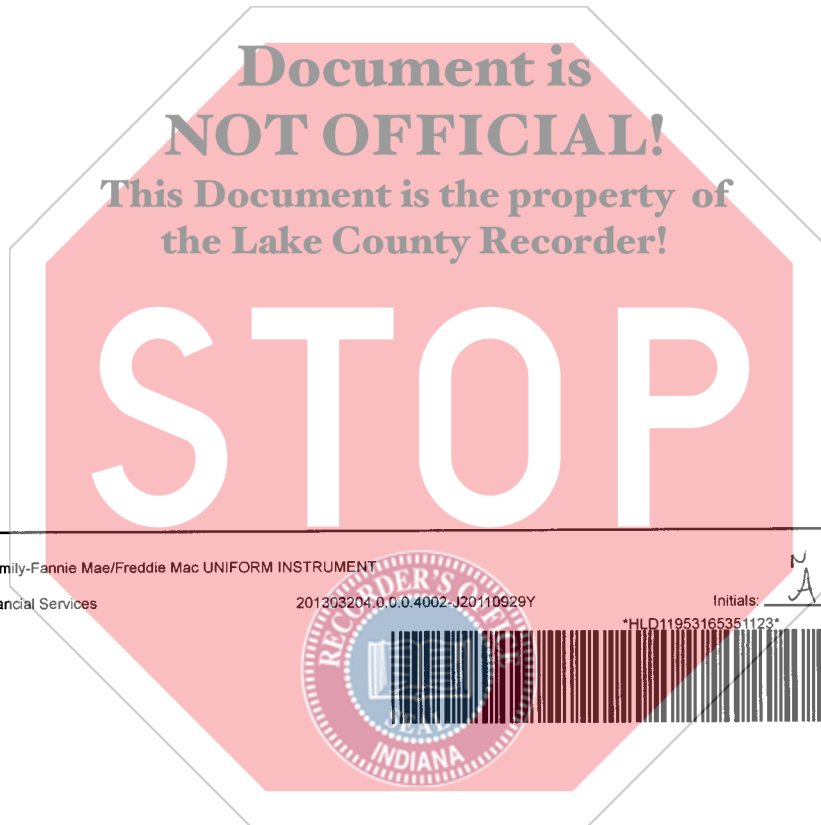 Document is
NOT OFFICIAL!
This Document is the property of
the Lake County Recorder!
STOP
mily-Fannie Mae/Freddie Mac UNIFORM INSTRUMENT
ancial Services 201303204.0.0.0.4002-J20110929Y Initials:
*HLD11953165351123*
RECORDER'S OFFICE
SEAL
INDIANA